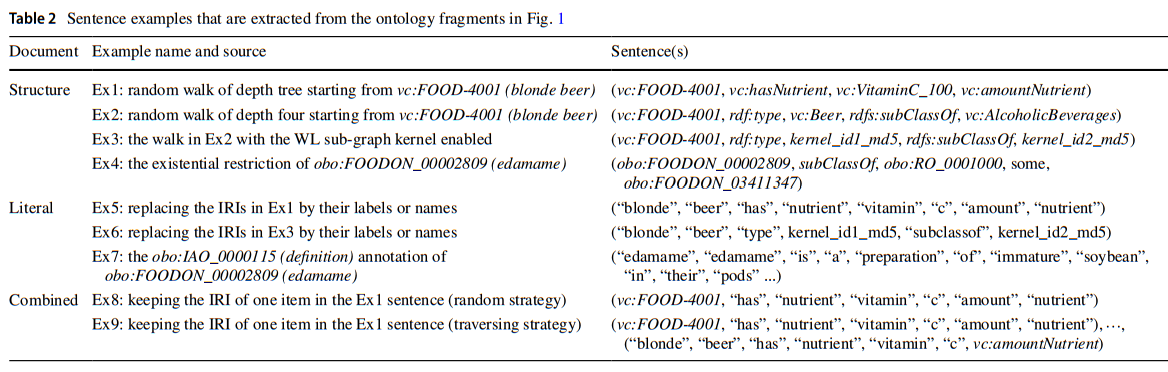 Table 2 Sentence examples that are extracted from the ontology fragments in Fig. 1
Document Example name and source Sentence(s)
Structure Ex1: random walk of depth tree starting from vc:FOOD-4001 (blonde beer) (vc:FOOD-4001, vc:hasNutrient, vc:VitaminC_100, vc:amountNutrient)
Ex2: random walk of depth four starting from vc:FOOD-4001 (blonde beer) (vc:FOOD-4001, rdf:type, vc:Beer, rdfs:subClassOf, vc:AlcoholicBeverages)
Ex3: the walk in Ex2 with the WL sub-graph kernel enabled (vc:FOOD-4001, rdf:type, kernel_id1_md5, rdfs:subClassOf, kernel_id2_md5)
Ex4: the existential restriction of obo:FOODON_00002809 (edamame) (obo:FOODON_00002809, subClassOf, obo:RO_0001000, some,
obo:FOODON_03411347)
Literal Ex5: replacing the IRIs in Ex1 by their labels or names (“blonde”, “beer”, “has”, “nutrient”, “vitamin”, “c”, “amount”, “nutrient”)
Ex6: replacing the IRIs in Ex3 by their labels or names (“blonde”, “beer”, “type”, kernel_id1_md5, “subclassof”, kernel_id2_md5)
Ex7: the obo:IAO_0000115 (definition) annotation of (“edamame”, “edamame”, “is”, “a”, “preparation”, “of”, “immature”, “soybean”,
obo:FOODON_00002809 (edamame) “in”, “their”, “pods” ...)
Combined Ex8: keeping the IRI of one item in the Ex1 sentence (random strategy) (vc:FOOD-4001, “has”, “nutrient”, “vitamin”, “c”, “amount”, “nutrient”)
Ex9: keeping the IRI of one item in the Ex1 sentence (traversing strategy) (vc:FOOD-4001, “has”, “nutrient”, “vitamin”, “c”, “amount”, “nutrient”), ⋯,
(“blonde”, “beer”, “has”, “nutrient”, “vitamin”, “c”, vc:amountNutrient)